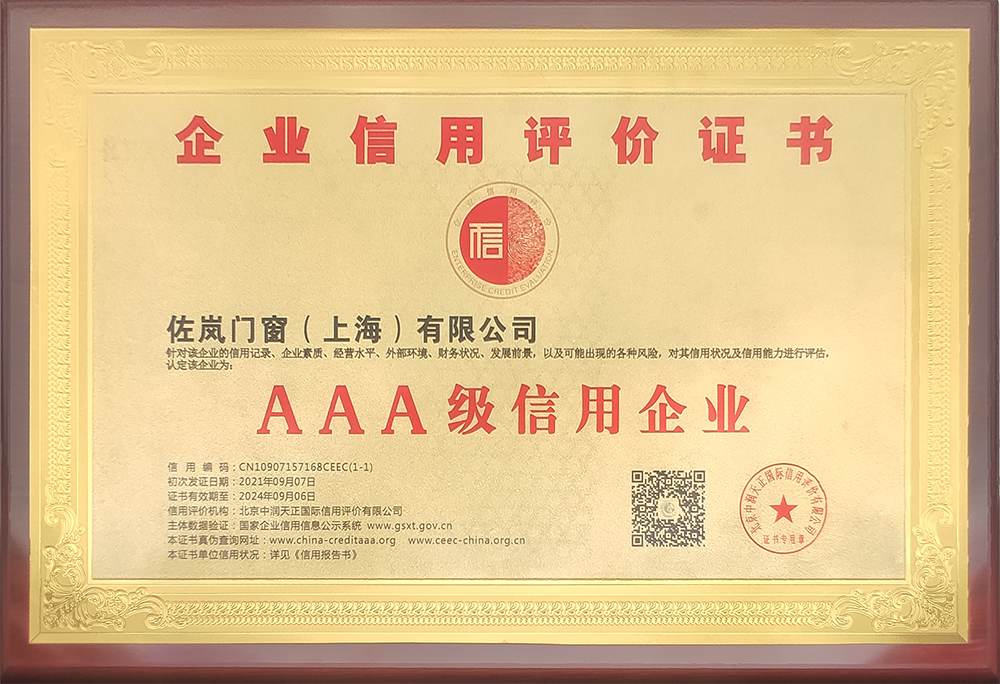 企业信用评价证书
企业信用评价
信
ENTERPRISE CREDIT EVALUATION
佐岚门窗（上海）有限公司
针对该企业的信用记录、企业素质、经营水平、外部环境、财务状况、发展前景，以及可能出现的各种风险，对其信用状况及信用能力进行评估，
认定该企业为：
AAA级信用企业
信用编码：CN10907157168CEEC(1-1)
初次发证日期：2021年09月07日
证书有效期至：2024年09月06日
信用评价机构：北京中润天正国际信用评价有限公司
主体数据验证：国家企业信用信息公示系统 www.gsxt.gov.cn
本证书真伪查询网址：www.china-creditaaa.org www.ceec-china.org.cn
本证书单位信用状况：详见《信用报告书》
北京中润天正国际信用评价有限公司
证书专用章